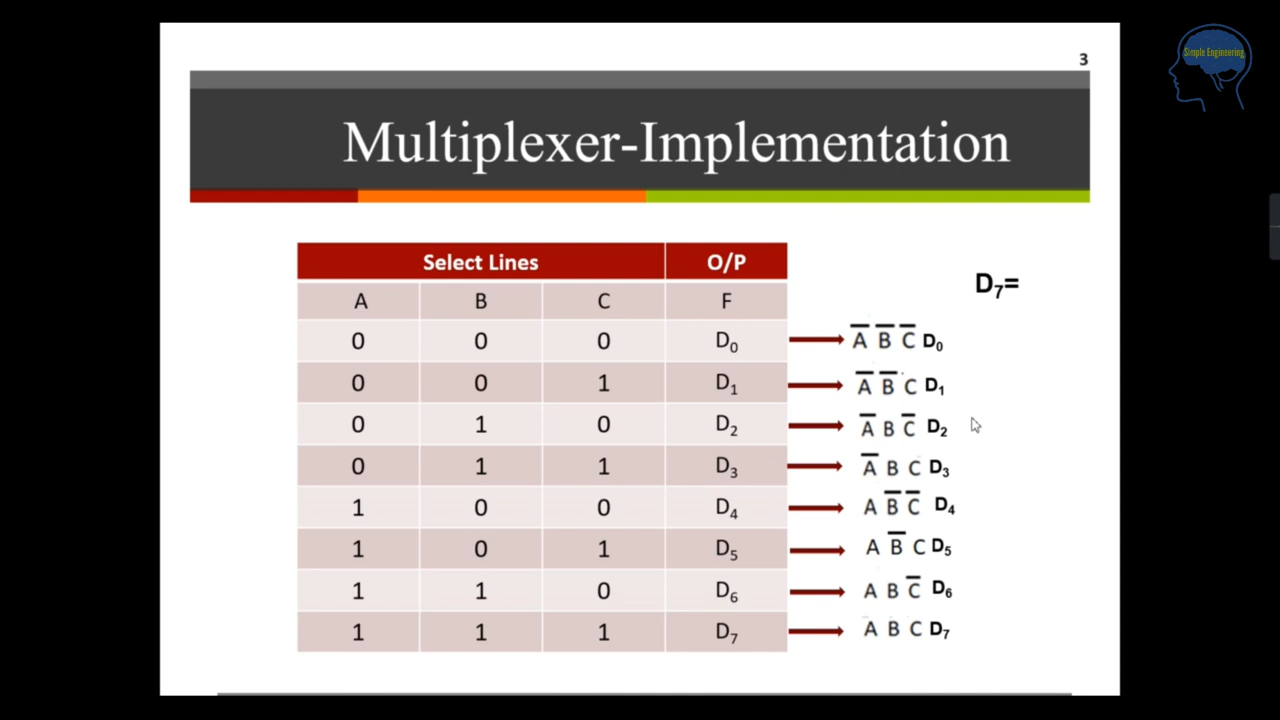 Simple Engineering
3
Multiplexer-Implementation
Select Lines O/P
D₇=
A B C F
0 0 0 D₀ A̅ B̅ C̅ D₀
0 0 1 D₁ A̅ B̅ C D₁
0 1 0 D₂ A̅ B C̅ D₂
0 1 1 D₃ A̅ B C D₃
1 0 0 D₄ A B̅ C̅ D₄
1 0 1 D₅ A B̅ C D₅
1 1 0 D₆ A B C̅ D₆
1 1 1 D₇ A B C D₇